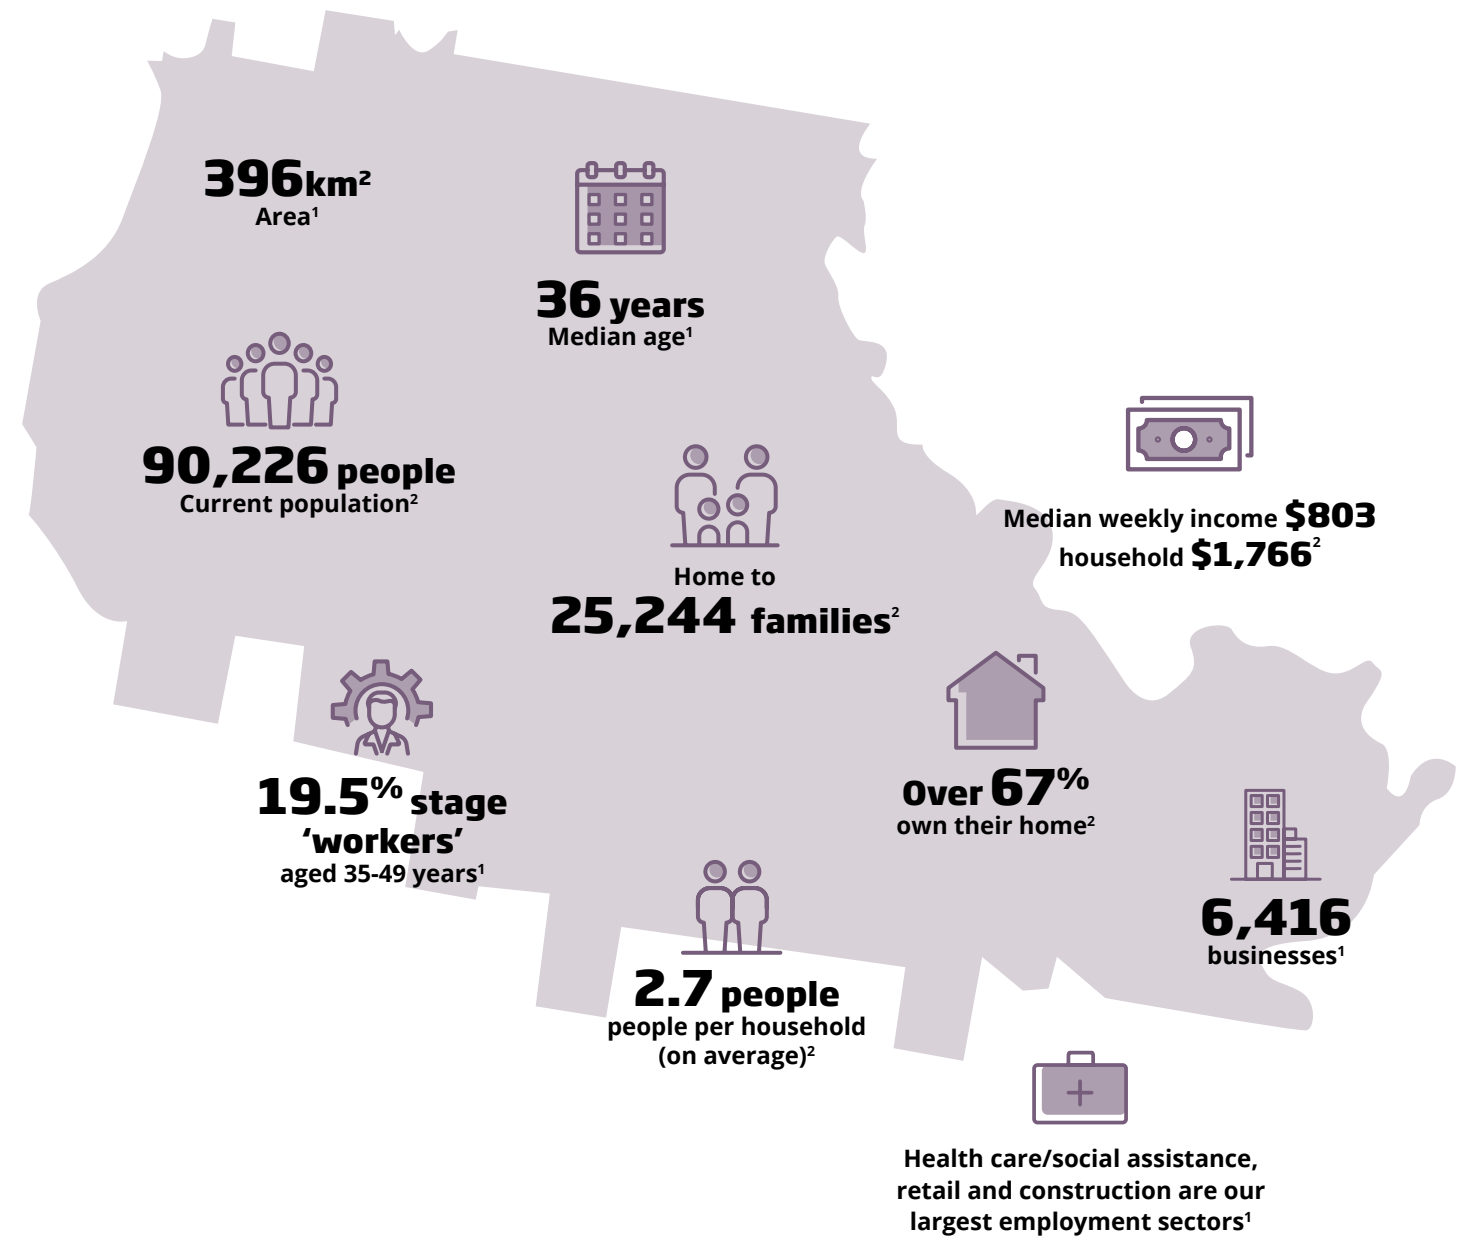 396km²
Area¹
36 years
Median age¹
90,226 people
Current population²
Median weekly income $803
household $1,766²
Home to
25,244 families²
19.5% stage
‘workers’
aged 35-49 years¹
Over 67%
own their home²
6,416
businesses¹
2.7 people
people per household
(on average)²
Health care/social assistance,
retail and construction are our
largest employment sectors¹